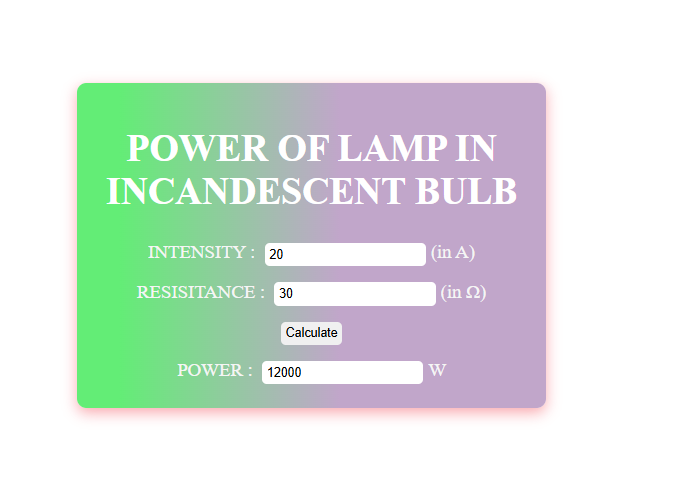 POWER OF LAMP IN
INCANDESCENT BULB
INTENSITY : 20 (in A)
RESISITANCE : 30 (in Ω)
Calculate
POWER : 12000 W